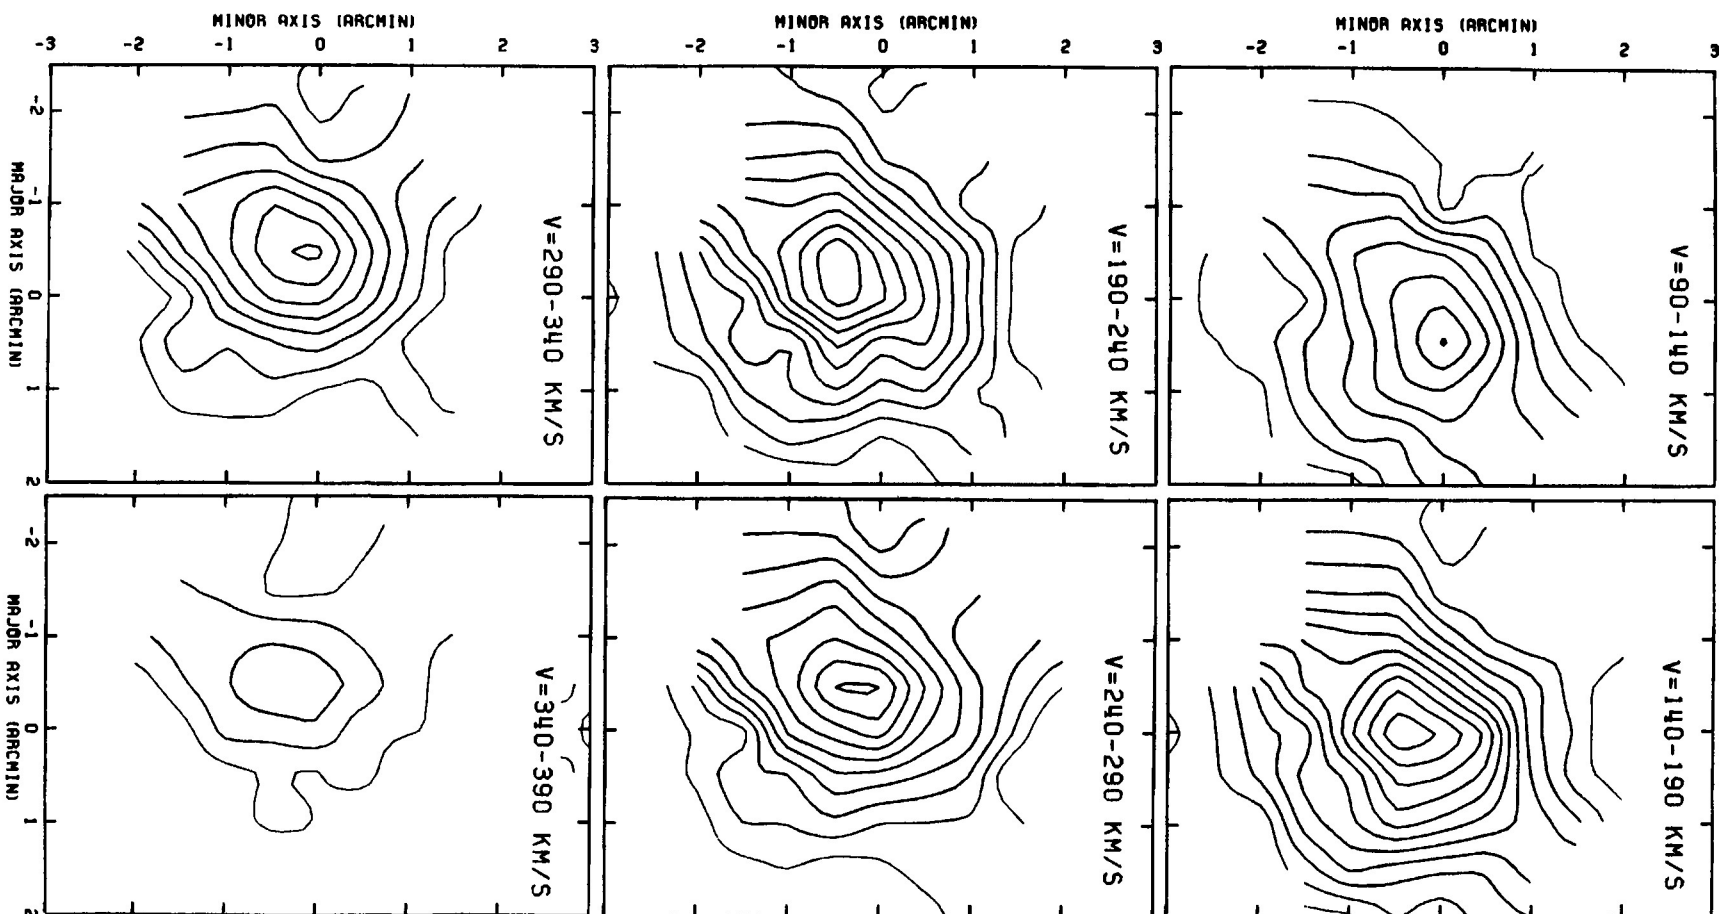 MINOR AXIS (ARCMIN) MINOR AXIS (ARCMIN) MINOR AXIS (ARCMIN)
-3 -2 -1 0 1 2 3 -2 -1 0 1 2 3 -2 -1 0 1 2 3
MAJOR AXIS (ARCMIN)
-2
-1
0
1
2
V=290-340 KM/S
V=190-240 KM/S
V=90-140 KM/S
MAJOR AXIS (ARCMIN)
-2
-1
0
1
2
V=340-390 KM/S
V=240-290 KM/S
V=140-190 KM/S